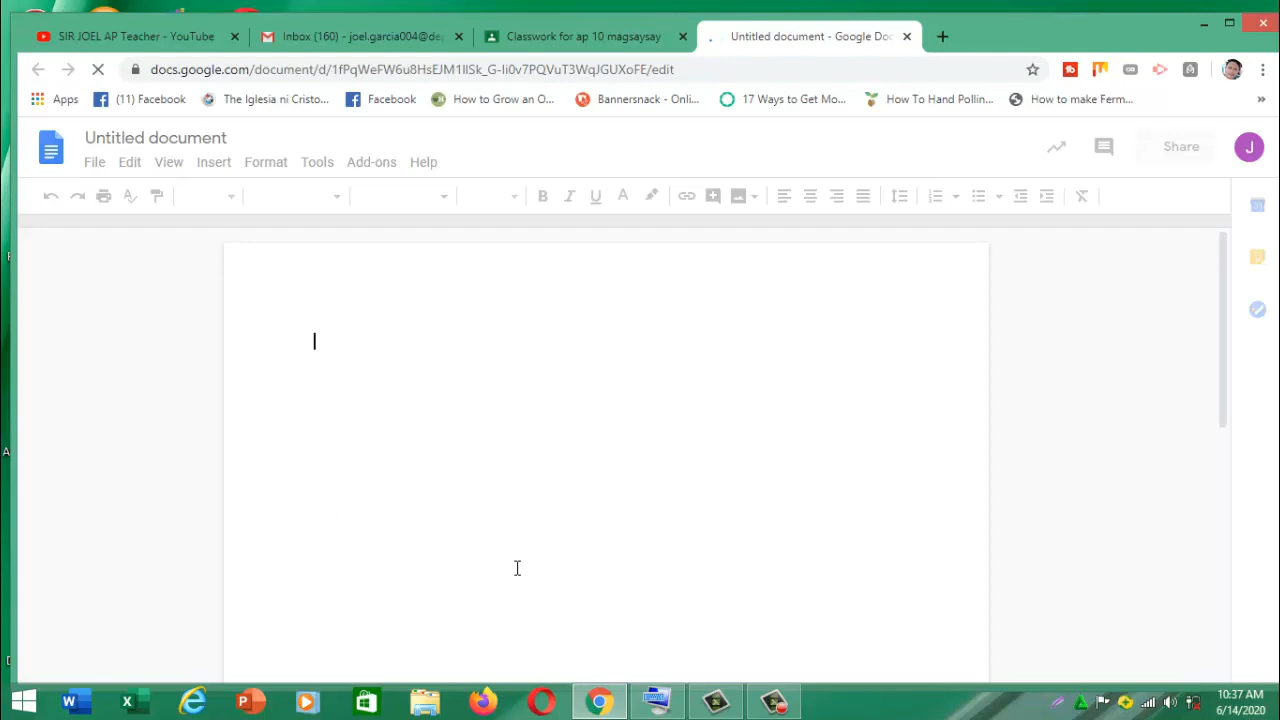 SIR JOEL AP Teacher - YouTube
Inbox (160) - joel.garcia004@de
Classwork for ap 10 magsaysay
Untitled document - Google Doc
docs.google.com/document/d/
/edit
Apps
(11) Facebook
The Iglesia ni Cristo...
Facebook
How to Grow an O...
Bannersnack - Onli...
17 Ways to Get Mo...
How To Hand Pollin...
How to make Ferm...
»
Untitled document
File Edit View Insert Format Tools Add-ons Help
Share
J
B I U A
10:37 AM
6/14/2020